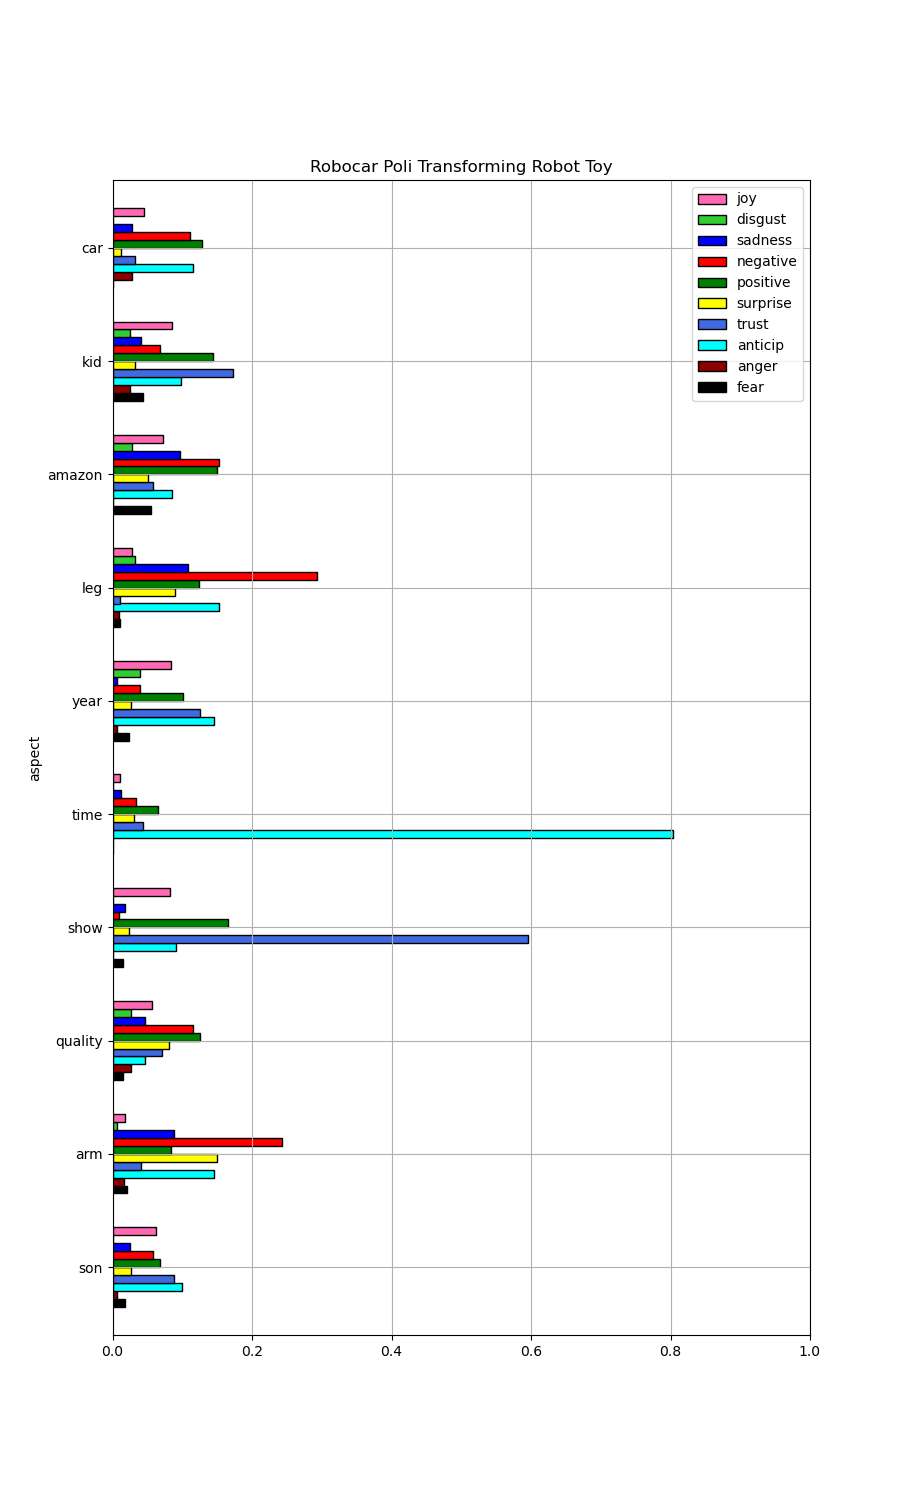 Robocar Poli Transforming Robot Toy
joy
disgust
sadness
negative
positive
surprise
trust
anticip
anger
fear
car
kid
amazon
leg
year
time
show
quality
arm
son
aspect
0.0 0.2 0.4 0.6 0.8 1.0